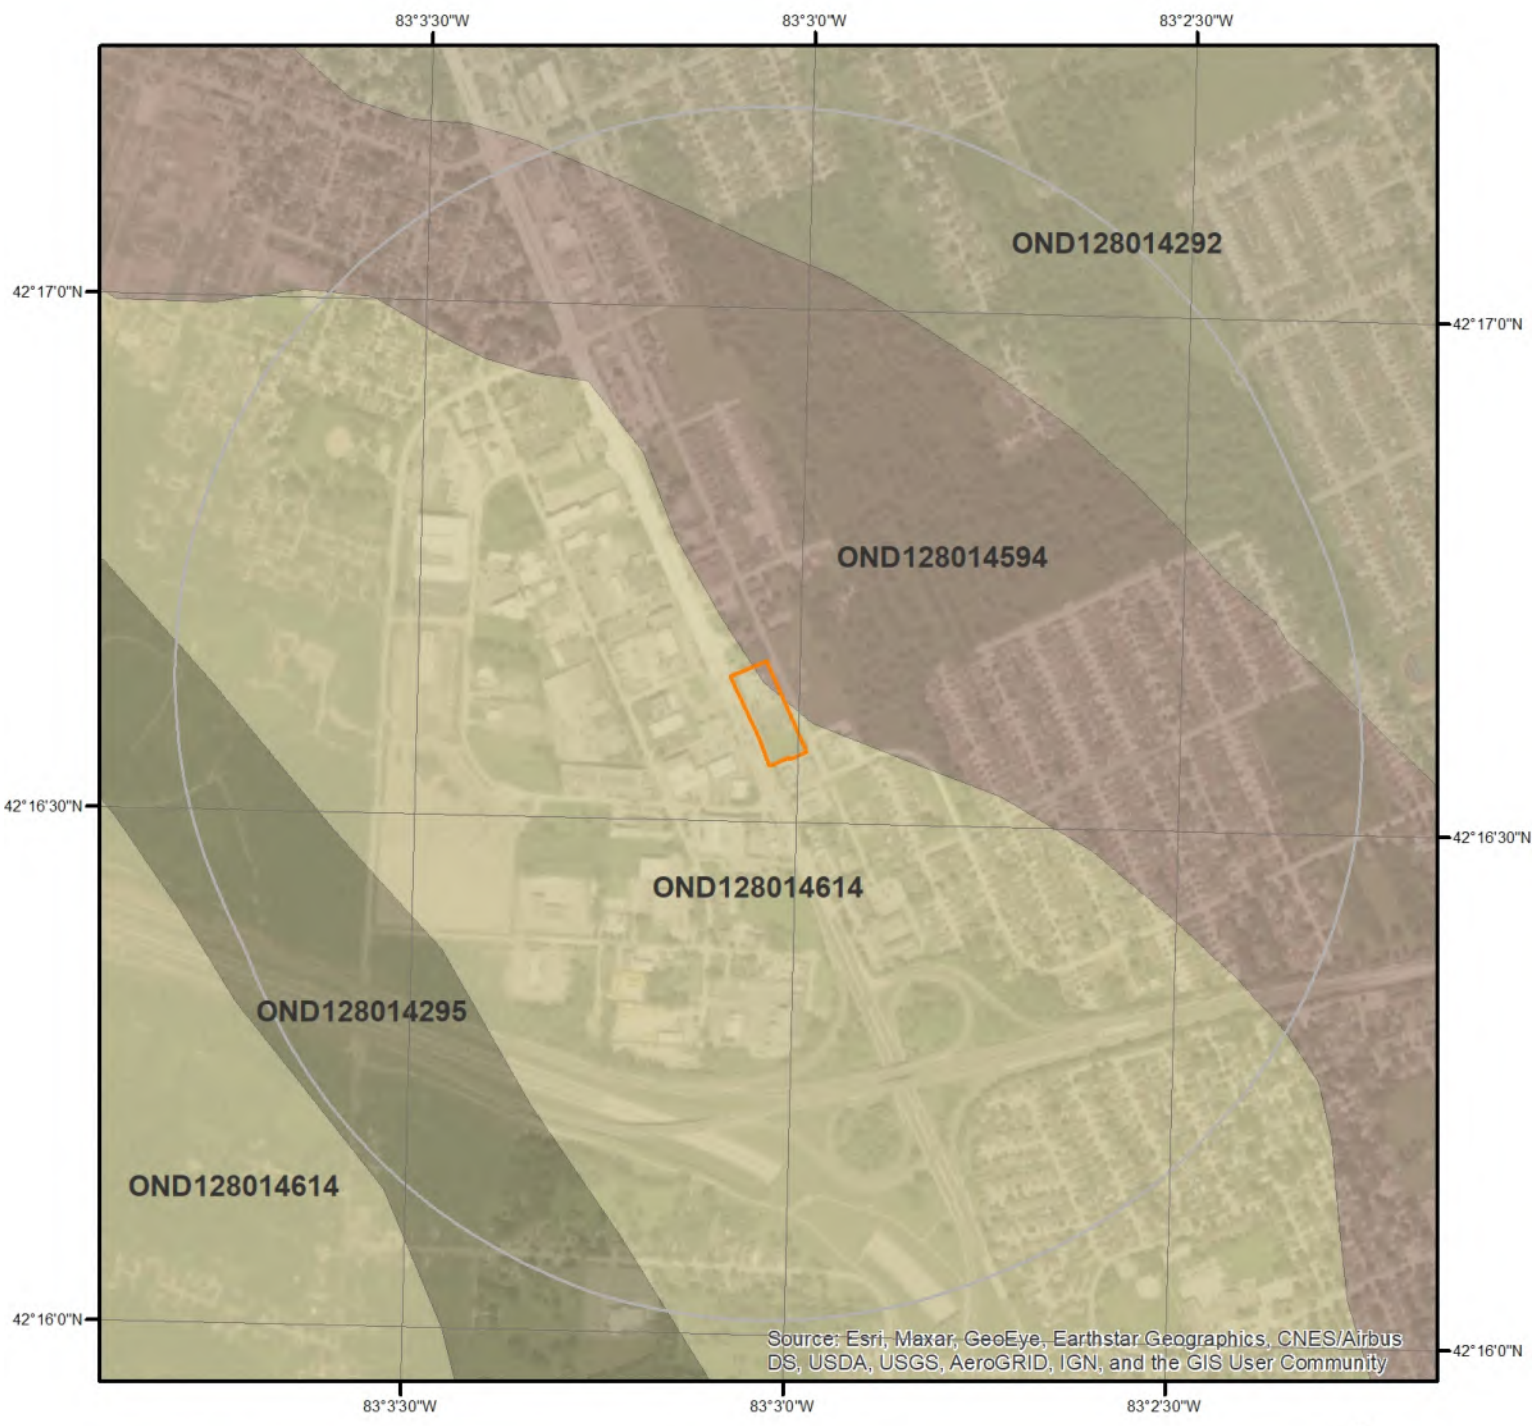 83°3'30"W
83°3'0"W
83°2'30"W
OND128014292
42°17'0"N
42°17'0"N
OND128014594
42°16'30"N
42°16'30"N
OND128014614
OND128014295
OND128014614
42°16'0"N
Source: Esri, Maxar, GeoEye, Earthstar Geographics, CNES/Airbus
DS, USDA, USGS, AeroGRID, IGN, and the GIS User Community
42°16'0"N
83°3'30"W
83°3'0"W
83°2'30"W